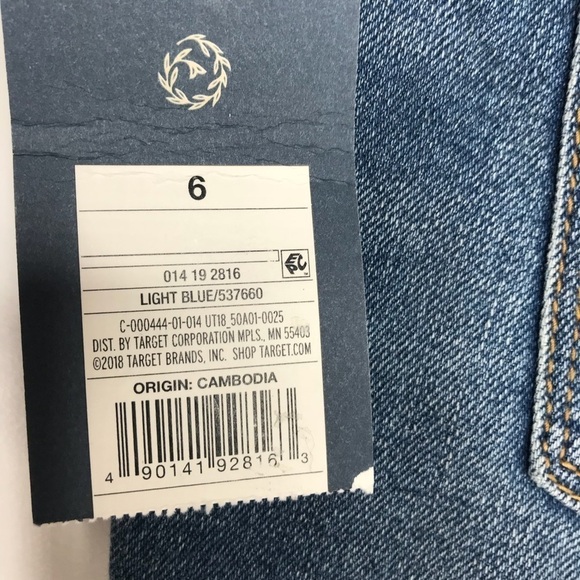 6
EPC
014 19 2816
LIGHT BLUE/537660
C-000444-01-014 UT18_50A01-0025
DIST. BY TARGET CORPORATION MPLS., MN 55403
©2018 TARGET BRANDS, INC. SHOP TARGET.COM
ORIGIN: CAMBODIA
4 90141 92816 3